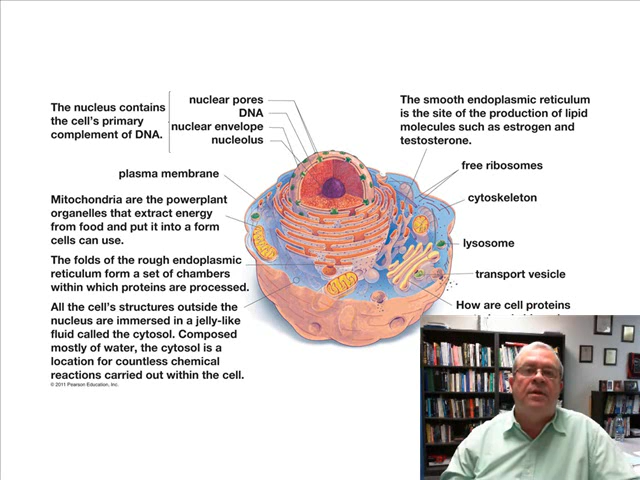 The nucleus contains
the cell's primary
complement of DNA.
nuclear pores
DNA
nuclear envelope
nucleolus
plasma membrane
Mitochondria are the powerplant
organelles that extract energy
from food and put it into a form
cells can use.
The folds of the rough endoplasmic
reticulum form a set of chambers
within which proteins are processed.
All the cell's structures outside the
nucleus are immersed in a jelly-like
fluid called the cytosol. Composed
mostly of water, the cytosol is a
location for countless chemical
reactions carried out within the cell.
© 2011 Pearson Education, Inc.
The smooth endoplasmic reticulum
is the site of the production of lipid
molecules such as estrogen and
testosterone.
free ribosomes
cytoskeleton
lysosome
transport vesicle
How are cell proteins